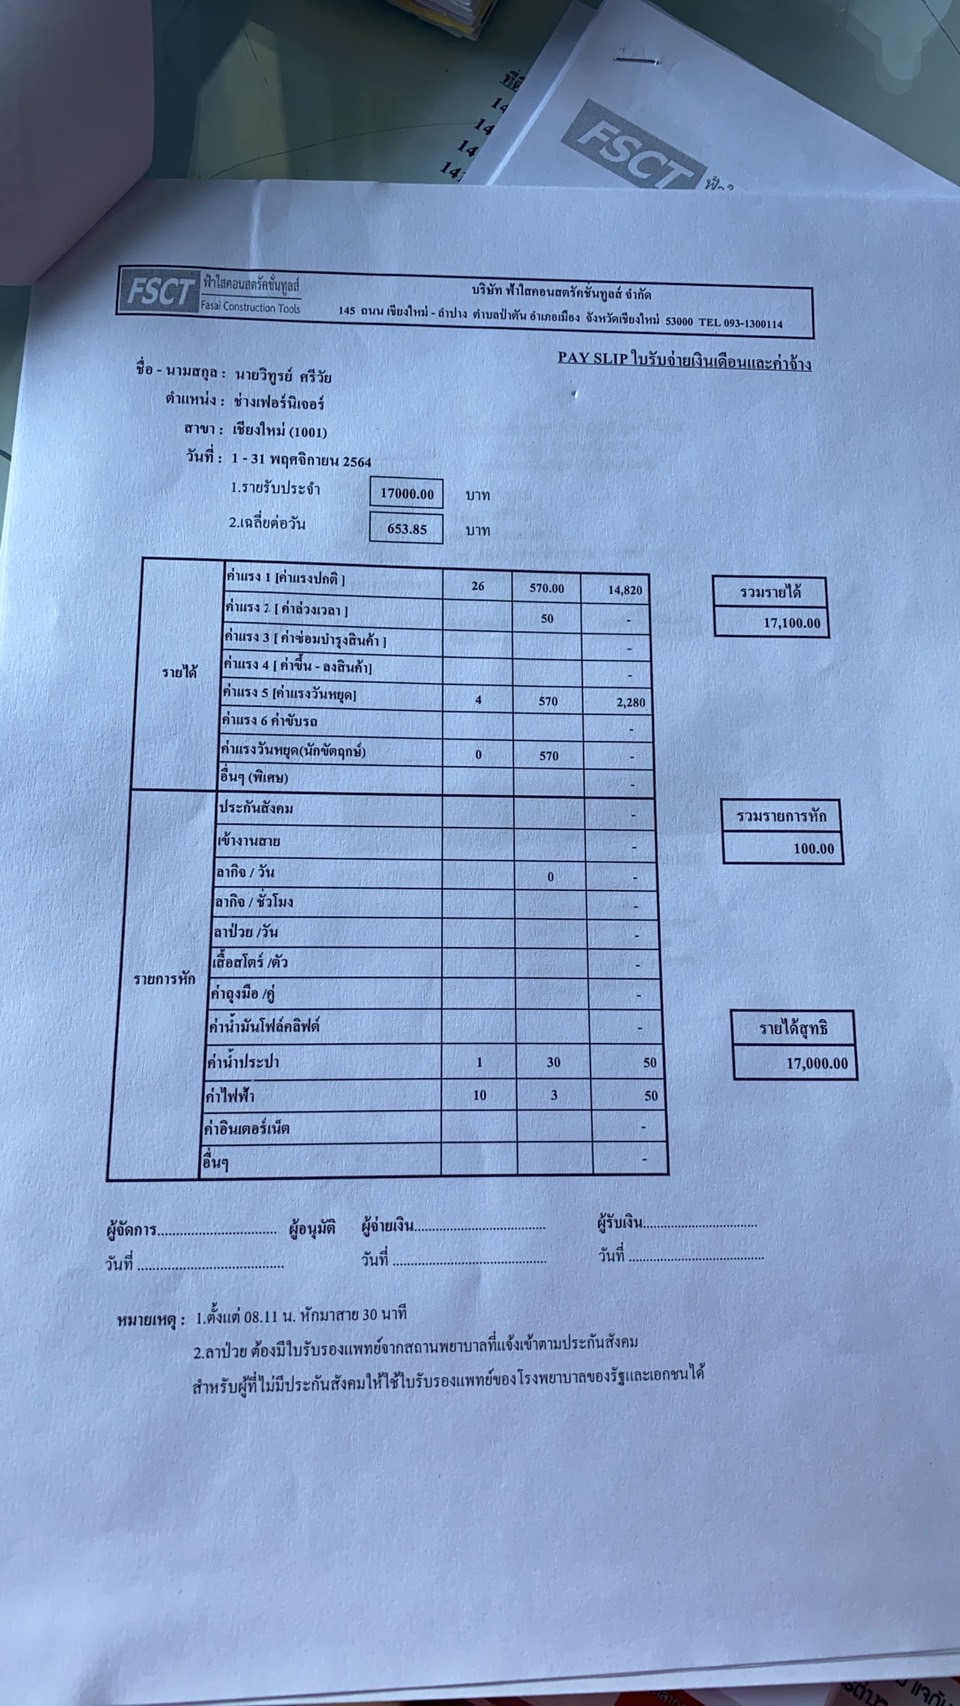 ที่
14
14
14
14
FSCT
FSCT ฟ้าใสคอนสตรัคชั่นทูลส์
Fasai Construction Tools
บริษัท ฟ้าใสคอนสตรัคชั่นทูลส์ จำกัด
145 ถนน เชียงใหม่ - ลำปาง ตำบลป่าตัน อำเภอเมือง จังหวัดเชียงใหม่ 53000 TEL 093-1300114
PAY SLIP ใบรับจ่ายเงินเดือนและค่าจ้าง
ชื่อ - นามสกุล : นายวิฑูรย์ ศรีวัย
ตำแหน่ง : ช่างเฟอร์นิเจอร์
สาขา : เชียงใหม่ (1001)
วันที่ : 1 - 31 พฤศจิกายน 2564
1.รายรับประจำ 17000.00 บาท
2.เฉลี่ยต่อวัน 653.85 บาท
รายได้
ค่าแรง 1 [ค่าแรงปกติ ] 26 570.00 14,820
ค่าแรง 2 [ ค่าล่วงเวลา ] 50 -
ค่าแรง 3 [ ค่าซ่อมบำรุงสินค้า ] -
ค่าแรง 4 [ ค่าขึ้น - ลงสินค้า] -
ค่าแรง 5 [ค่าแรงวันหยุด] 4 570 2,280
ค่าแรง 6 ค่าขับรถ -
ค่าแรงวันหยุด(นักขัตฤกษ์) 0 570 -
อื่นๆ (พิเศษ) -
รวมรายได้
17,100.00
รายการหัก
ประกันสังคม -
เข้างานสาย -
ลากิจ / วัน 0 -
ลากิจ / ชั่วโมง -
ลาป่วย /วัน -
เสื้อสโตร์ /ตัว -
ค่าถุงมือ /คู่ -
ค่าน้ำมันโฟล์คลิฟต์ -
ค่าน้ำประปา 1 30 50
ค่าไฟฟ้า 10 3 50
ค่าอินเตอร์เน็ต -
อื่นๆ -
รวมรายการหัก
100.00
รายได้สุทธิ
17,000.00
ผู้จัดการ.............................. ผู้อนุมัติ ผู้จ่ายเงิน.................................. ผู้รับเงิน..............................
วันที่ ...................................... วันที่ ........................................ วันที่ ...................................
หมายเหตุ : 1.ตั้งแต่ 08.11 น. หักมาสาย 30 นาที
2.ลาป่วย ต้องมีใบรับรองแพทย์จากสถานพยาบาลที่แจ้งเข้าตามประกันสังคม
สำหรับผู้ที่ไม่มีประกันสังคมให้ใช้ใบรับรองแพทย์ของโรงพยาบาลของรัฐและเอกชนได้